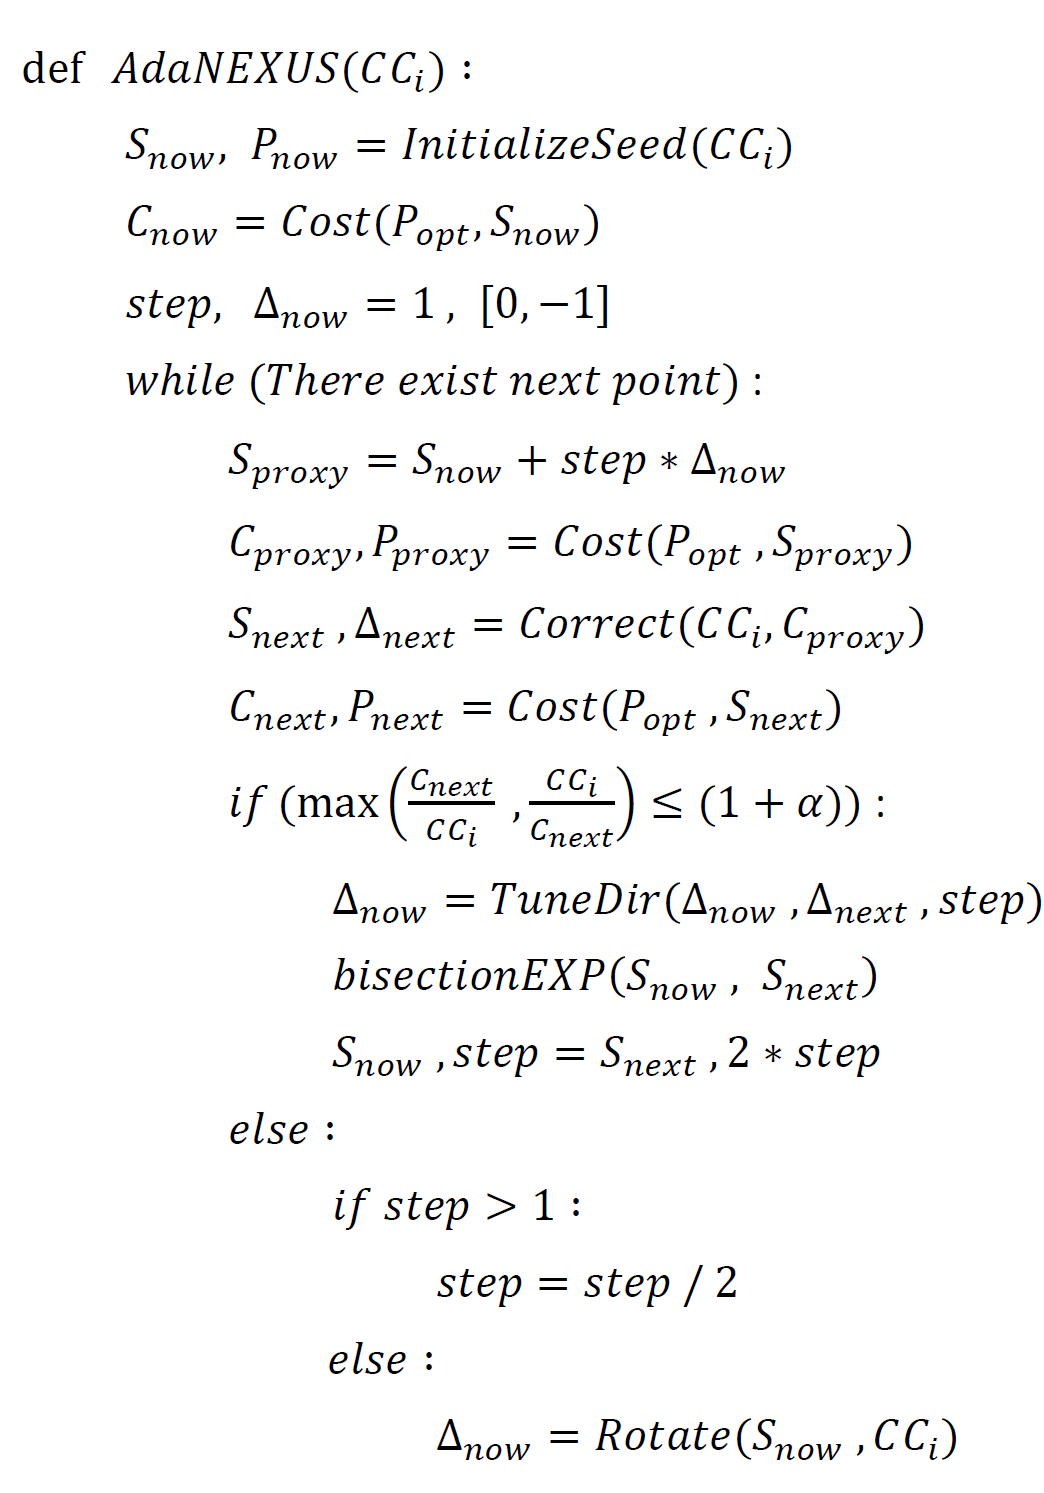 def AdaNEXUS(CC_i) :
S_now, P_now = InitializeSeed(CC_i)
C_now = Cost(P_opt, S_now)
step, Δ_now = 1 , [0, −1]
while (There exist next point) :
S_proxy = S_now + step ∗ Δ_now
C_proxy, P_proxy = Cost(P_opt , S_proxy)
S_next , Δ_next = Correct(CC_i, C_proxy)
C_next, P_next = Cost(P_opt , S_next)
if (max(C_next/CC_i , CC_i/C_next) ≤ (1 + α)) :
Δ_now = TuneDir(Δ_now , Δ_next , step)
bisectionEXP(S_now , S_next)
S_now , step = S_next , 2 ∗ step
else :
if step > 1 :
step = step / 2
else :
Δ_now = Rotate(S_now , CC_i)